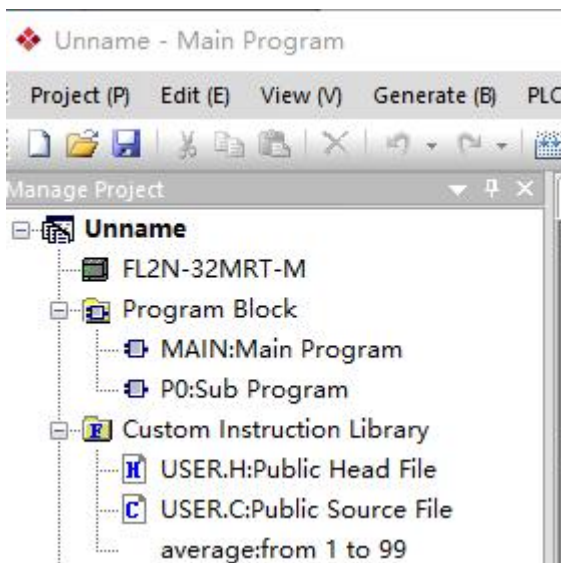 Unname - Main Program
Project (P) Edit (E) View (V) Generate (B) PLC
Manage Project
Unname
FL2N-32MRT-M
Program Block
MAIN:Main Program
P0:Sub Program
Custom Instruction Library
USER.H:Public Head File
USER.C:Public Source File
average:from 1 to 99